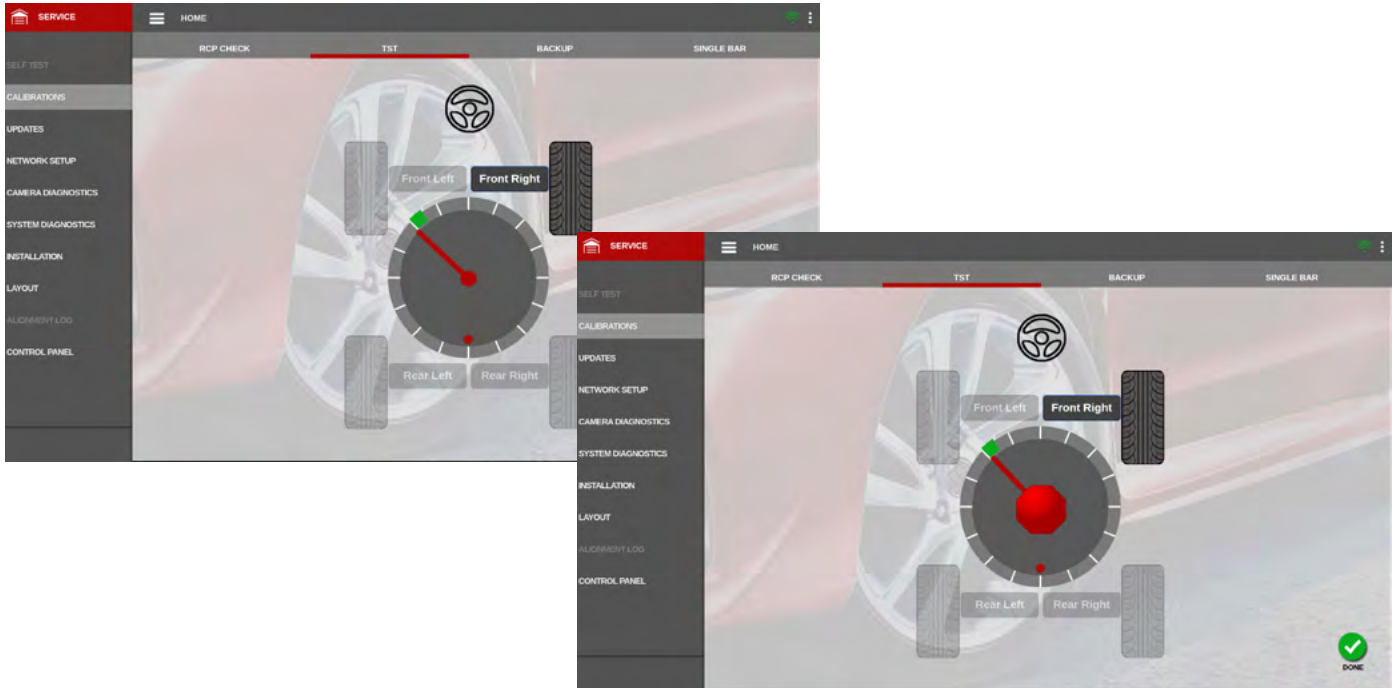 SERVICE
HOME
RCP CHECK
TST
BACKUP
SINGLE BAR
SELF TEST
CALIBRATIONS
UPDATES
NETWORK SETUP
CAMERA DIAGNOSTICS
SYSTEM DIAGNOSTICS
INSTALLATION
LAYOUT
ALIGNMENT LOG
CONTROL PANEL
Front Left
Front Right
Rear Left
Rear Right
SERVICE
HOME
RCP CHECK
TST
BACKUP
SINGLE BAR
SELF TEST
CALIBRATIONS
UPDATES
NETWORK SETUP
CAMERA DIAGNOSTICS
SYSTEM DIAGNOSTICS
INSTALLATION
LAYOUT
ALIGNMENT LOG
CONTROL PANEL
Front Left
Front Right
Rear Left
Rear Right
DONE